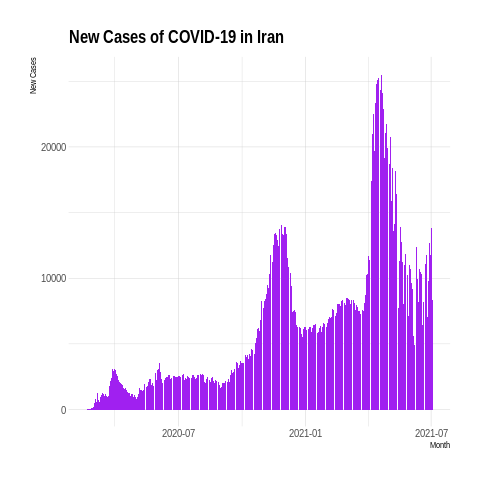 New Cases of COVID-19 in Iran
New Cases
20000
10000
0
2020-07
2021-01
2021-07
Month